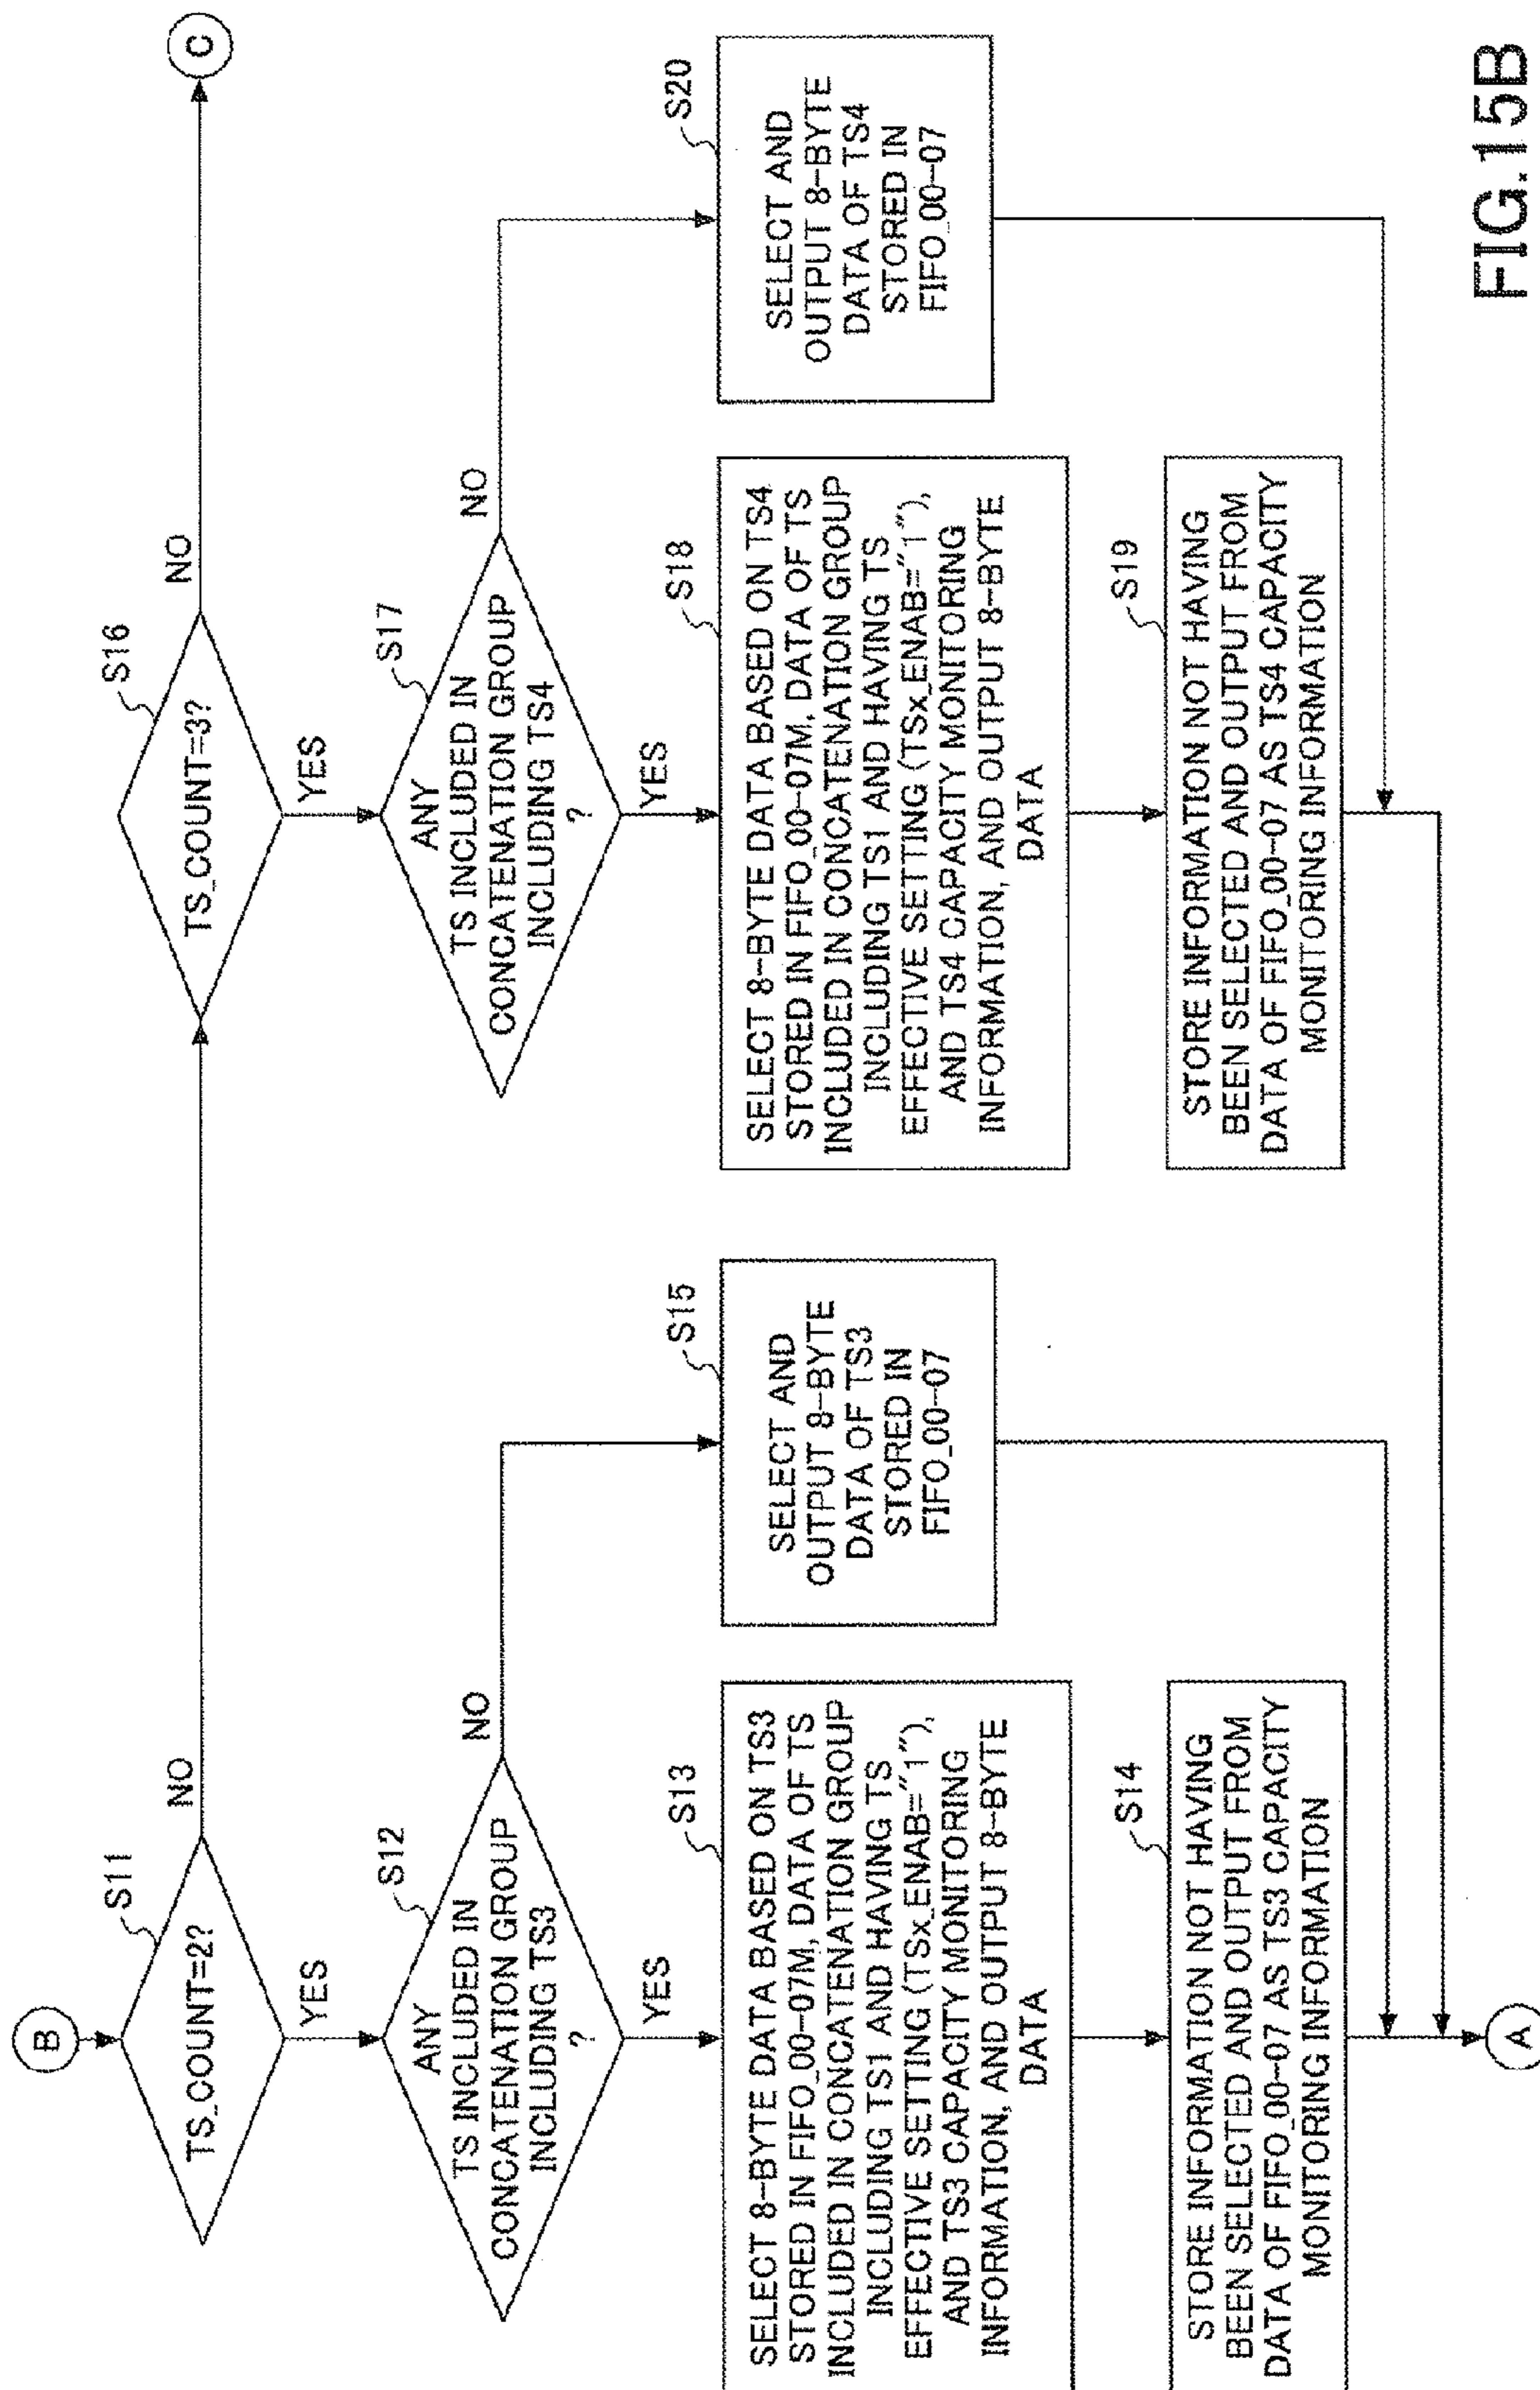 B
S11
TS_COUNT=2?
NO
YES
S12
ANY
TS INCLUDED IN
CONCATENATION GROUP
INCLUDING TS3
?
NO
YES
S13
SELECT 8-BYTE DATA BASED ON TS3
STORED IN FIFO_00-07M, DATA OF TS
INCLUDED IN CONCATENATION GROUP
INCLUDING TS1 AND HAVING TS
EFFECTIVE SETTING (TSx_ENAB="1"),
AND TS3 CAPACITY MONITORING
INFORMATION, AND OUTPUT 8-BYTE
DATA
S14
STORE INFORMATION NOT HAVING
BEEN SELECTED AND OUTPUT FROM
DATA OF FIFO_00-07 AS TS3 CAPACITY
MONITORING INFORMATION
S15
SELECT AND
OUTPUT 8-BYTE
DATA OF TS3
STORED IN
FIFO_00-07
A
S16
TS_COUNT=3?
NO
C
YES
S17
ANY
TS INCLUDED IN
CONCATENATION GROUP
INCLUDING TS4
?
NO
YES
S18
SELECT 8-BYTE DATA BASED ON TS4
STORED IN FIFO_00-07M, DATA OF TS
INCLUDED IN CONCATENATION GROUP
INCLUDING TS1 AND HAVING TS
EFFECTIVE SETTING (TSx_ENAB="1"),
AND TS4 CAPACITY MONITORING
INFORMATION, AND OUTPUT 8-BYTE
DATA
S19
STORE INFORMATION NOT HAVING
BEEN SELECTED AND OUTPUT FROM
DATA OF FIFO_00-07 AS TS4 CAPACITY
MONITORING INFORMATION
S20
SELECT AND
OUTPUT 8-BYTE
DATA OF TS4
STORED IN
FIFO_00-07
FIG.15B